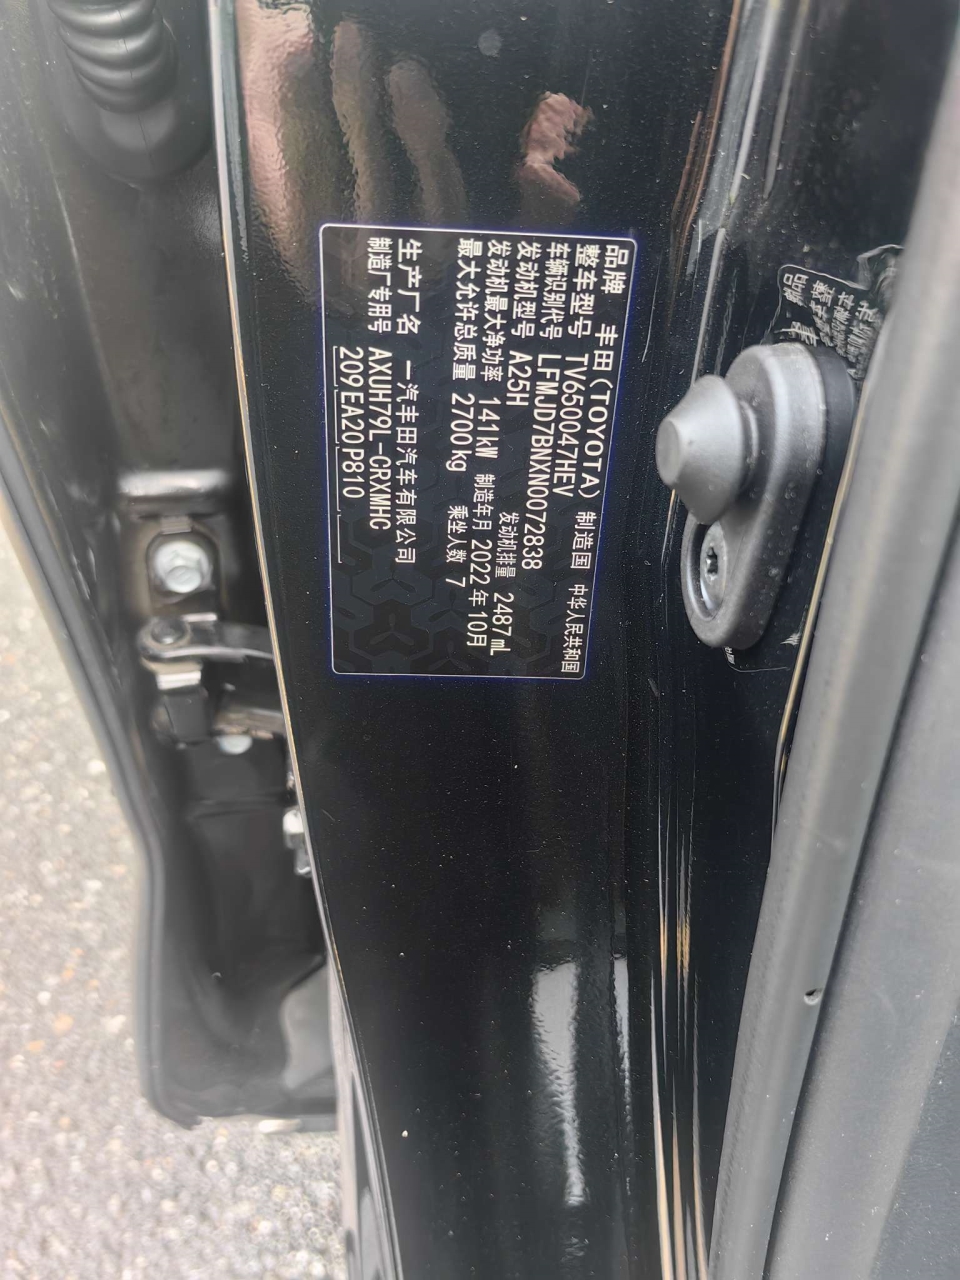 品牌 丰田(TOYOTA) 制造国 中华人民共和国
整车型号 TV650047HEV
车辆识别代号 LFMJD7BNXN0072838
发动机型号 A25H 发动机排量 2487mL
发动机最大净功率 141kW 制造年月 2022年10月
最大允许总质量 2700kg 乘坐人数 7
生产厂名 一汽丰田汽车有限公司
制造厂专用号 AXUH79L-CRXMHC
209EA20P810
品牌